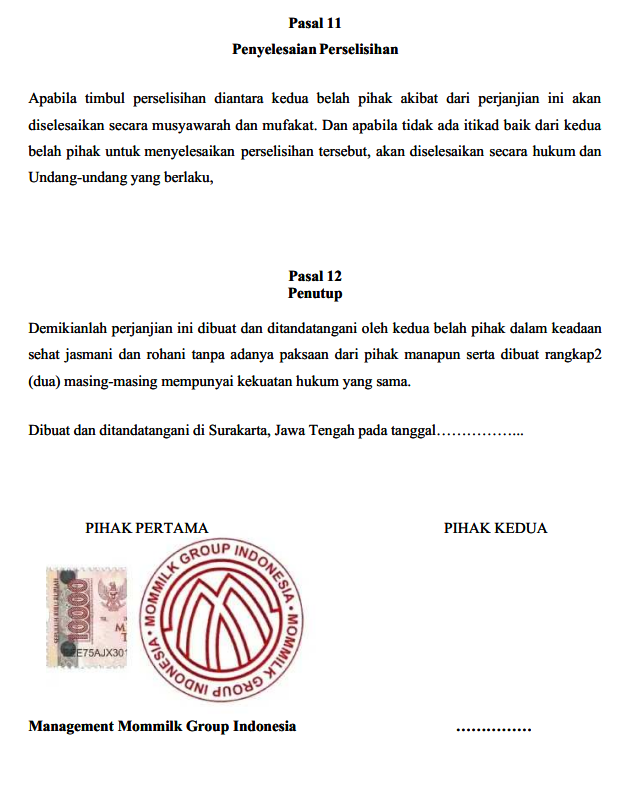 Pasal 11
Penyelesaian Perselisihan
Apabila timbul perselisihan diantara kedua belah pihak akibat dari perjanjian ini akan
diselesaikan secara musyawarah dan mufakat. Dan apabila tidak ada itikad baik dari kedua
belah pihak untuk menyelesaikan perselisihan tersebut, akan diselesaikan secara hukum dan
Undang-undang yang berlaku,
Pasal 12
Penutup
Demikianlah perjanjian ini dibuat dan ditandatangani oleh kedua belah pihak dalam keadaan
sehat jasmani dan rohani tanpa adanya paksaan dari pihak manapun serta dibuat rangkap2
(dua) masing-masing mempunyai kekuatan hukum yang sama.
Dibuat dan ditandatangani di Surakarta, Jawa Tengah pada tanggal……………...
PIHAK PERTAMA
PIHAK KEDUA
10000
MOMMILK GROUP INDONESIA • MOMMILK GROUP INDONESIA •
Management Mommilk Group Indonesia
……………